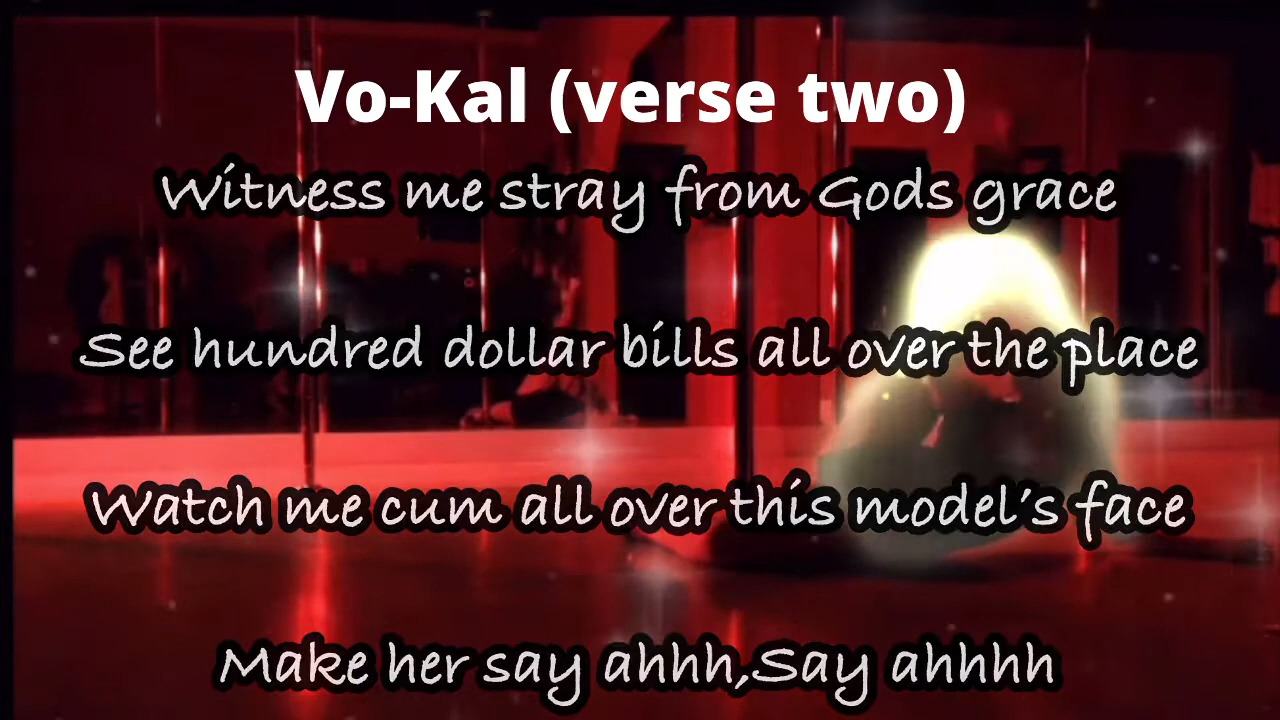 Vo-Kal (verse two)
Witness me stray from Gods grace
See hundred dollar bills all over the place
Watch me cum all over this model's face
Make her say ahhh,Say ahhhh